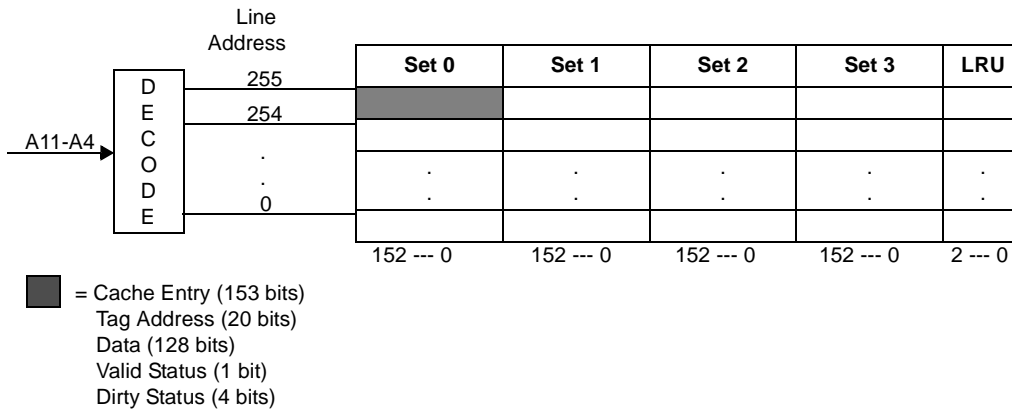 Line
Address
Set 0 Set 1 Set 2 Set 3 LRU
D
E
C
O
D
E
A11-A4
255
254
.
.
0
. . . . .
. . . . .
152 --- 0 152 --- 0 152 --- 0 152 --- 0 2 --- 0
= Cache Entry (153 bits)
Tag Address (20 bits)
Data (128 bits)
Valid Status (1 bit)
Dirty Status (4 bits)